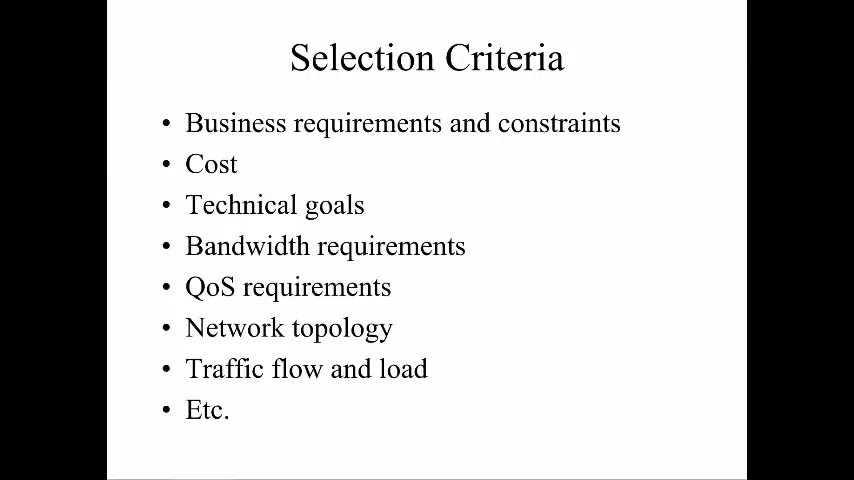 Selection Criteria
• Business requirements and constraints
• Cost
• Technical goals
• Bandwidth requirements
• QoS requirements
• Network topology
• Traffic flow and load
• Etc.